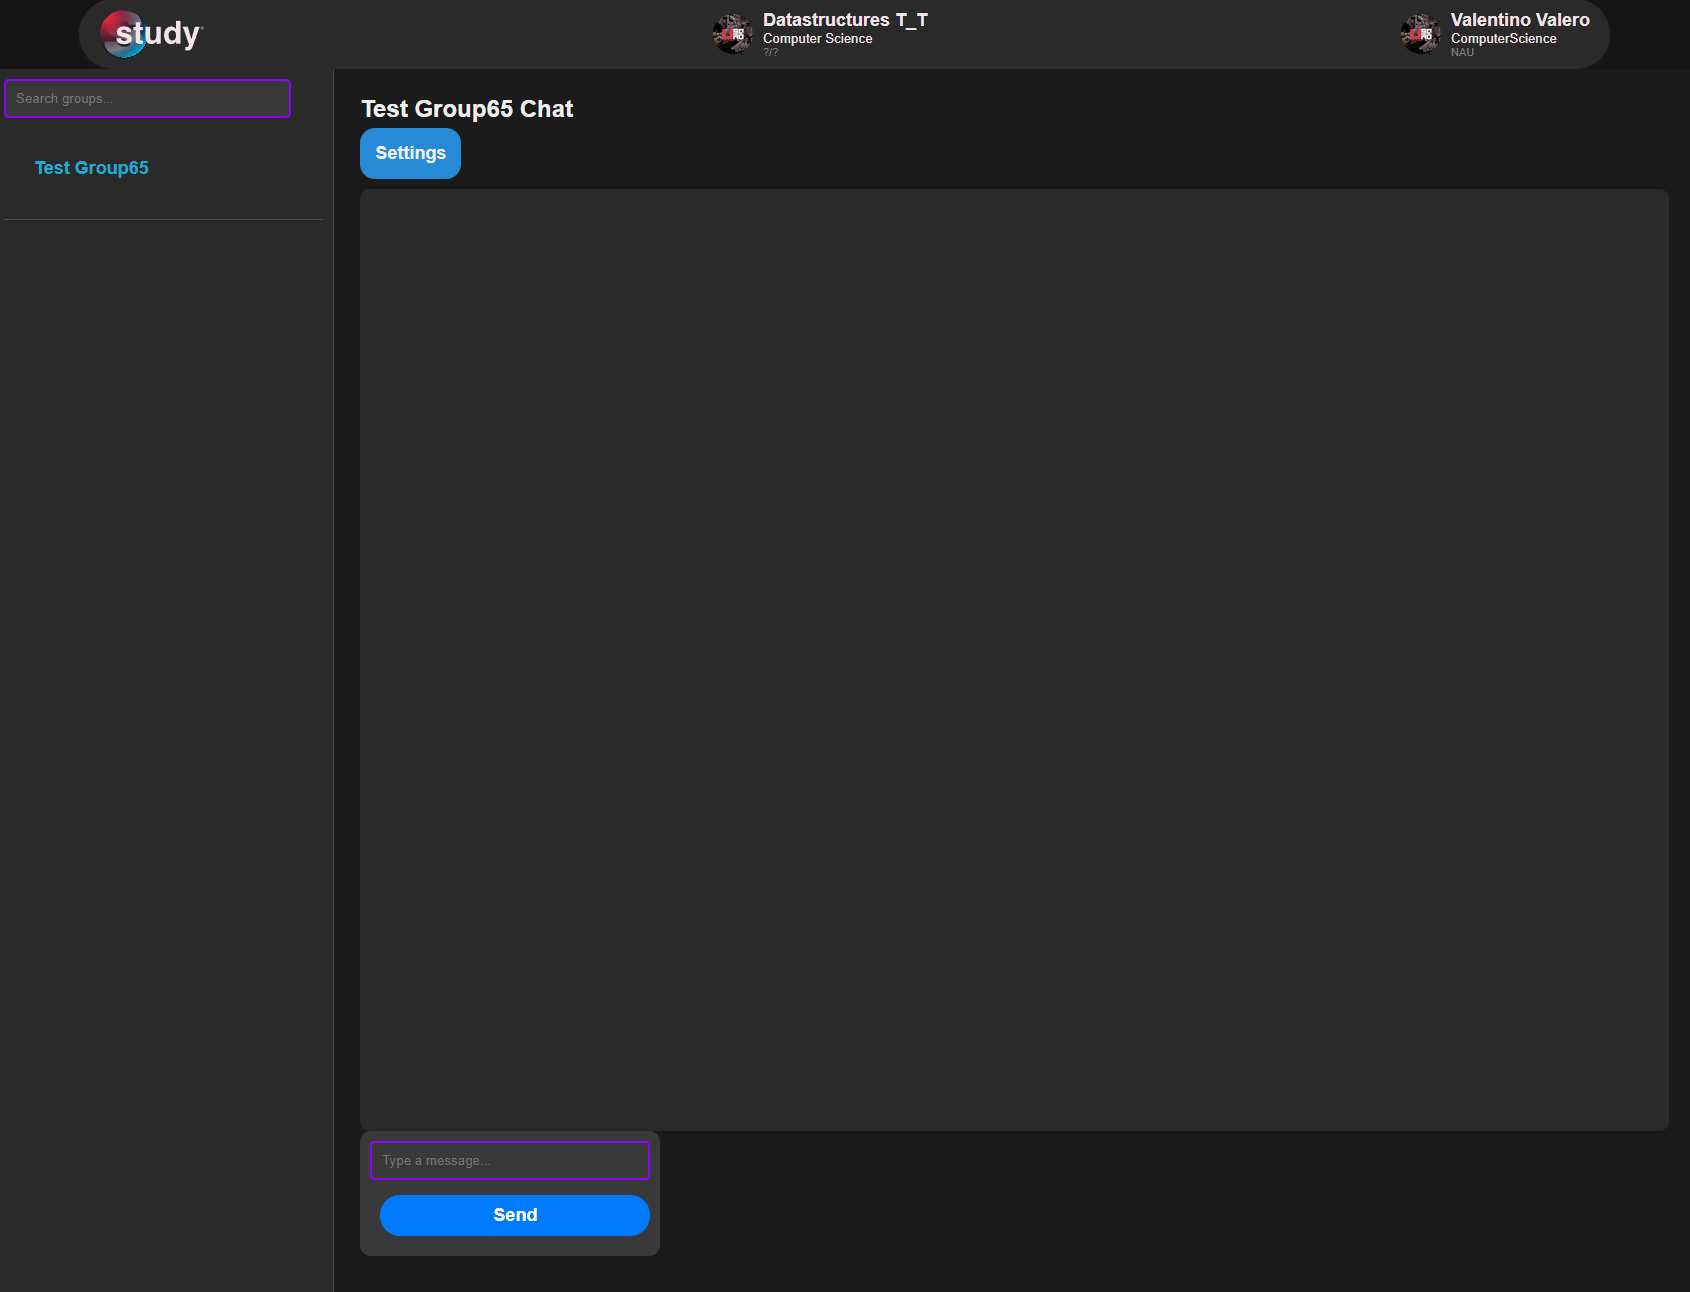 study
Datastructures T_T
Computer Science
?/?
Valentino Valero
ComputerScience
NAU
Search groups...
Test Group65
Test Group65 Chat
Settings
Type a message...
Send